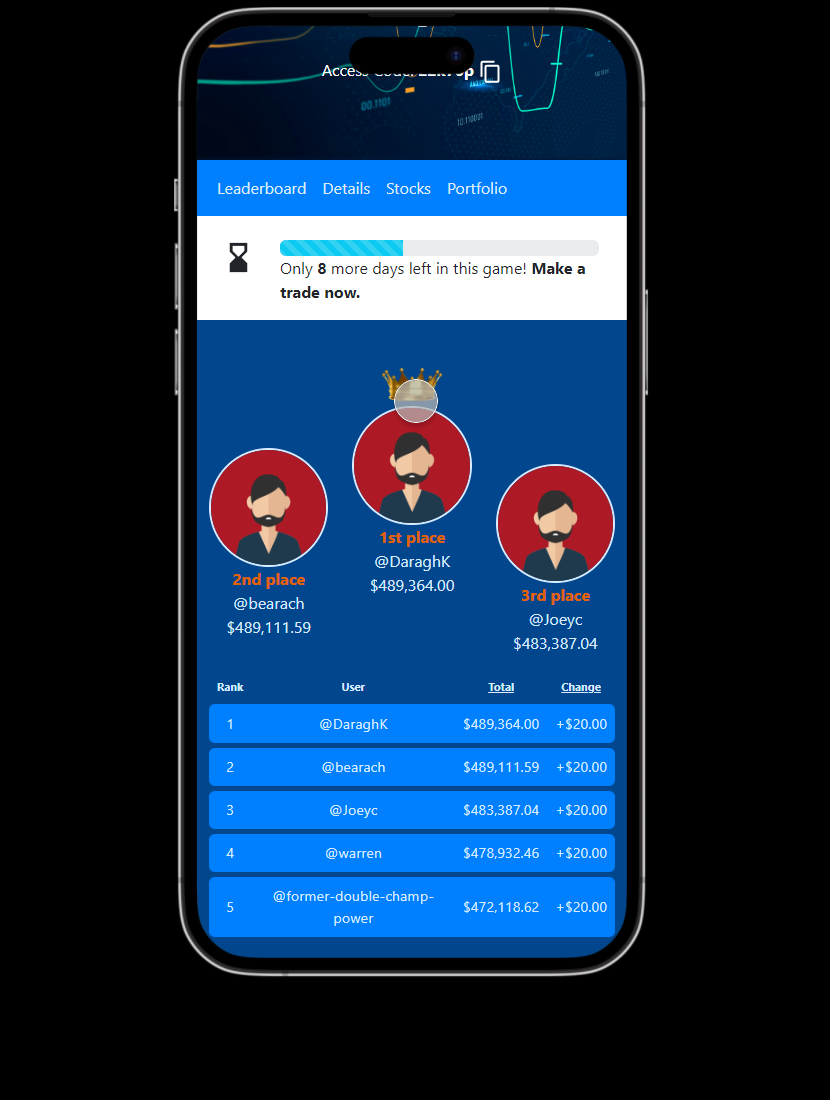 Access Code:
Leaderboard Details Stocks Portfolio
Only 8 more days left in this game! Make a
trade now.
1st place
@DaraghK
$489,364.00
2nd place
@bearach
$489,111.59
3rd place
@Joeyc
$483,387.04
Rank User Total Change
1 @DaraghK $489,364.00 +$20.00
2 @bearach $489,111.59 +$20.00
3 @Joeyc $483,387.04 +$20.00
4 @warren $478,932.46 +$20.00
5 @former-double-champ-
power $472,118.62 +$20.00